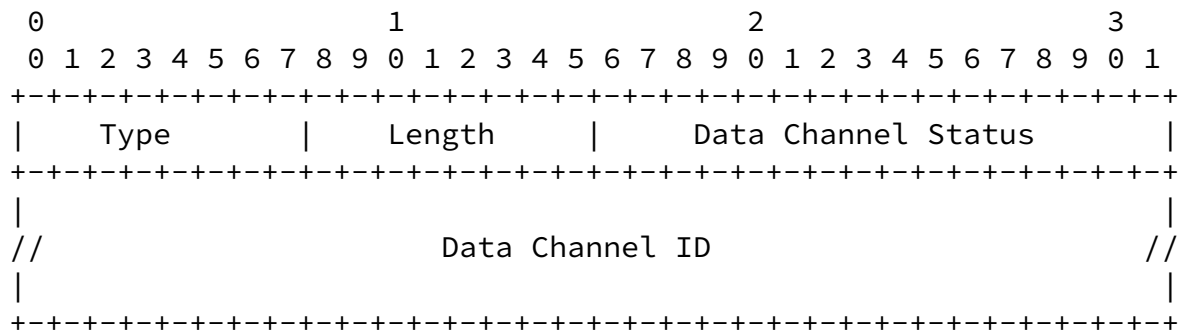 0                   1                   2                   3
 0 1 2 3 4 5 6 7 8 9 0 1 2 3 4 5 6 7 8 9 0 1 2 3 4 5 6 7 8 9 0 1
+-+-+-+-+-+-+-+-+-+-+-+-+-+-+-+-+-+-+-+-+-+-+-+-+-+-+-+-+-+-+-+-+
|    Type       |    Length     |     Data Channel Status       |
+-+-+-+-+-+-+-+-+-+-+-+-+-+-+-+-+-+-+-+-+-+-+-+-+-+-+-+-+-+-+-+-+
|                                                               |
//                      Data Channel ID                        //
|                                                               |
+-+-+-+-+-+-+-+-+-+-+-+-+-+-+-+-+-+-+-+-+-+-+-+-+-+-+-+-+-+-+-+-+